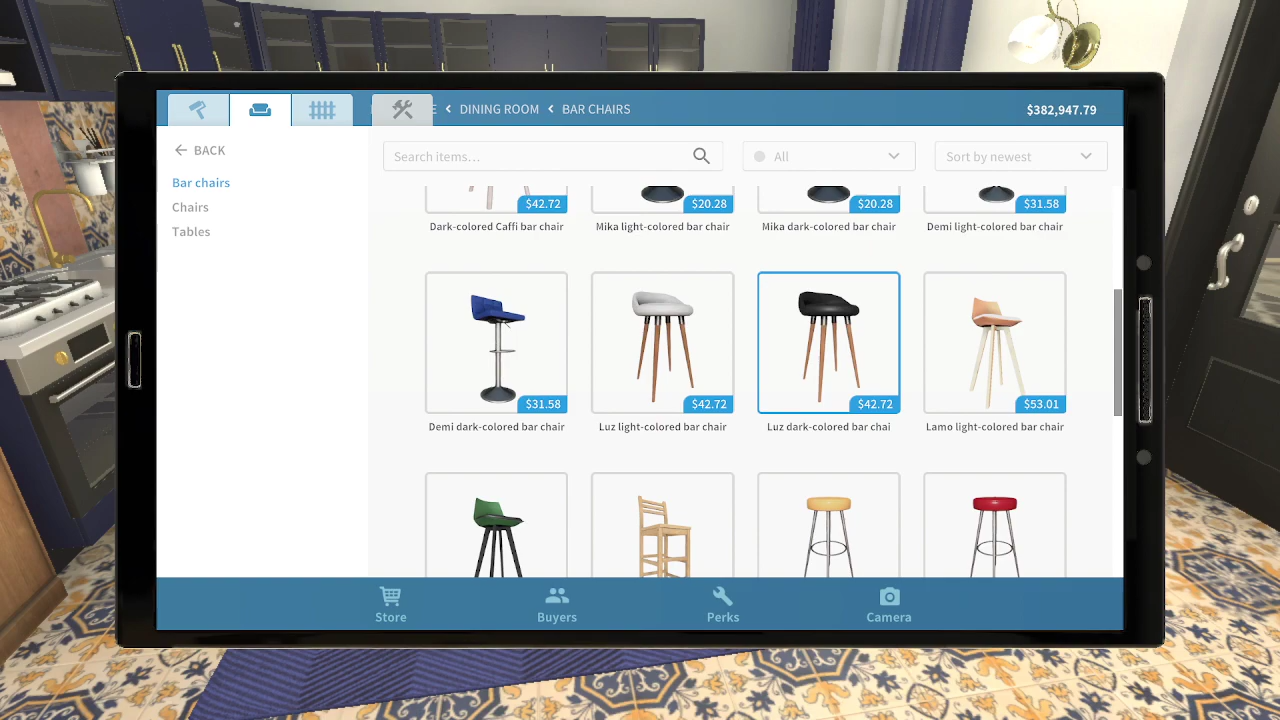 E < DINING ROOM < BAR CHAIRS
$382,947.79
BACK
Search items...
All
Sort by newest
Bar chairs
Chairs
Tables
$42.72
$20.28
$20.28
$31.58
Dark-colored Caffi bar chair
Mika light-colored bar chair
Mika dark-colored bar chair
Demi light-colored bar chair
$31.58
$42.72
$42.72
$53.01
Demi dark-colored bar chair
Luz light-colored bar chair
Luz dark-colored bar chai
Lamo light-colored bar chair
Store
Buyers
Perks
Camera